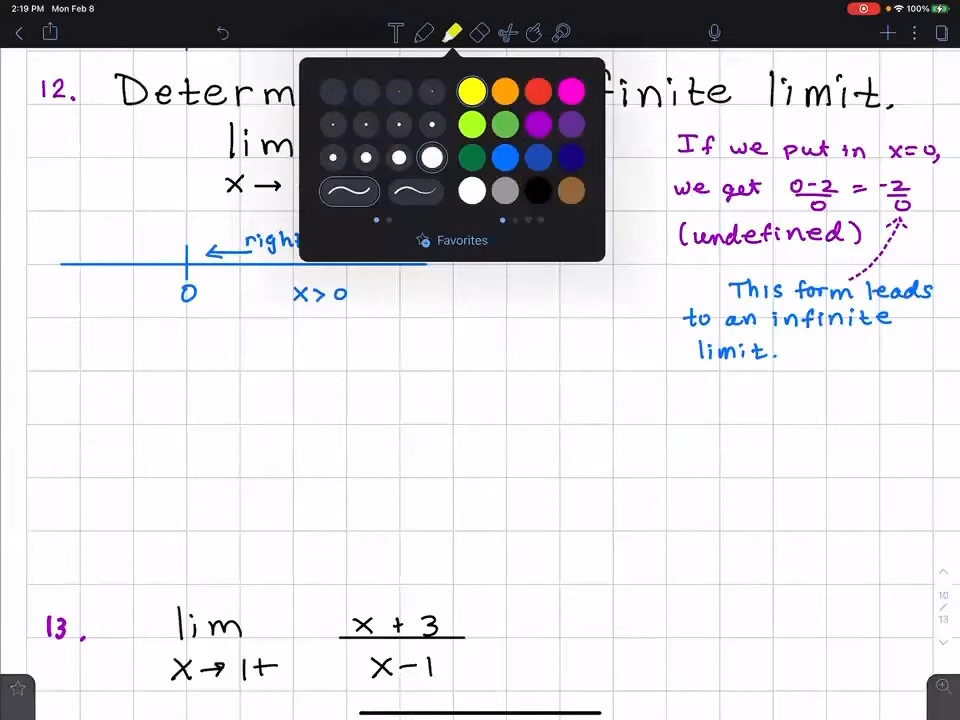 2:19 PM Mon Feb 8
100%
T
12. Determ finite limit.
lim
x →
right
0 x > 0
If we put in x=0,
we get 0-2/0 = -2/0
(undefined)
This form leads
to an infinite
limit.
Favorites
10
/
13
13. lim x + 3
x → 1+ x - 1